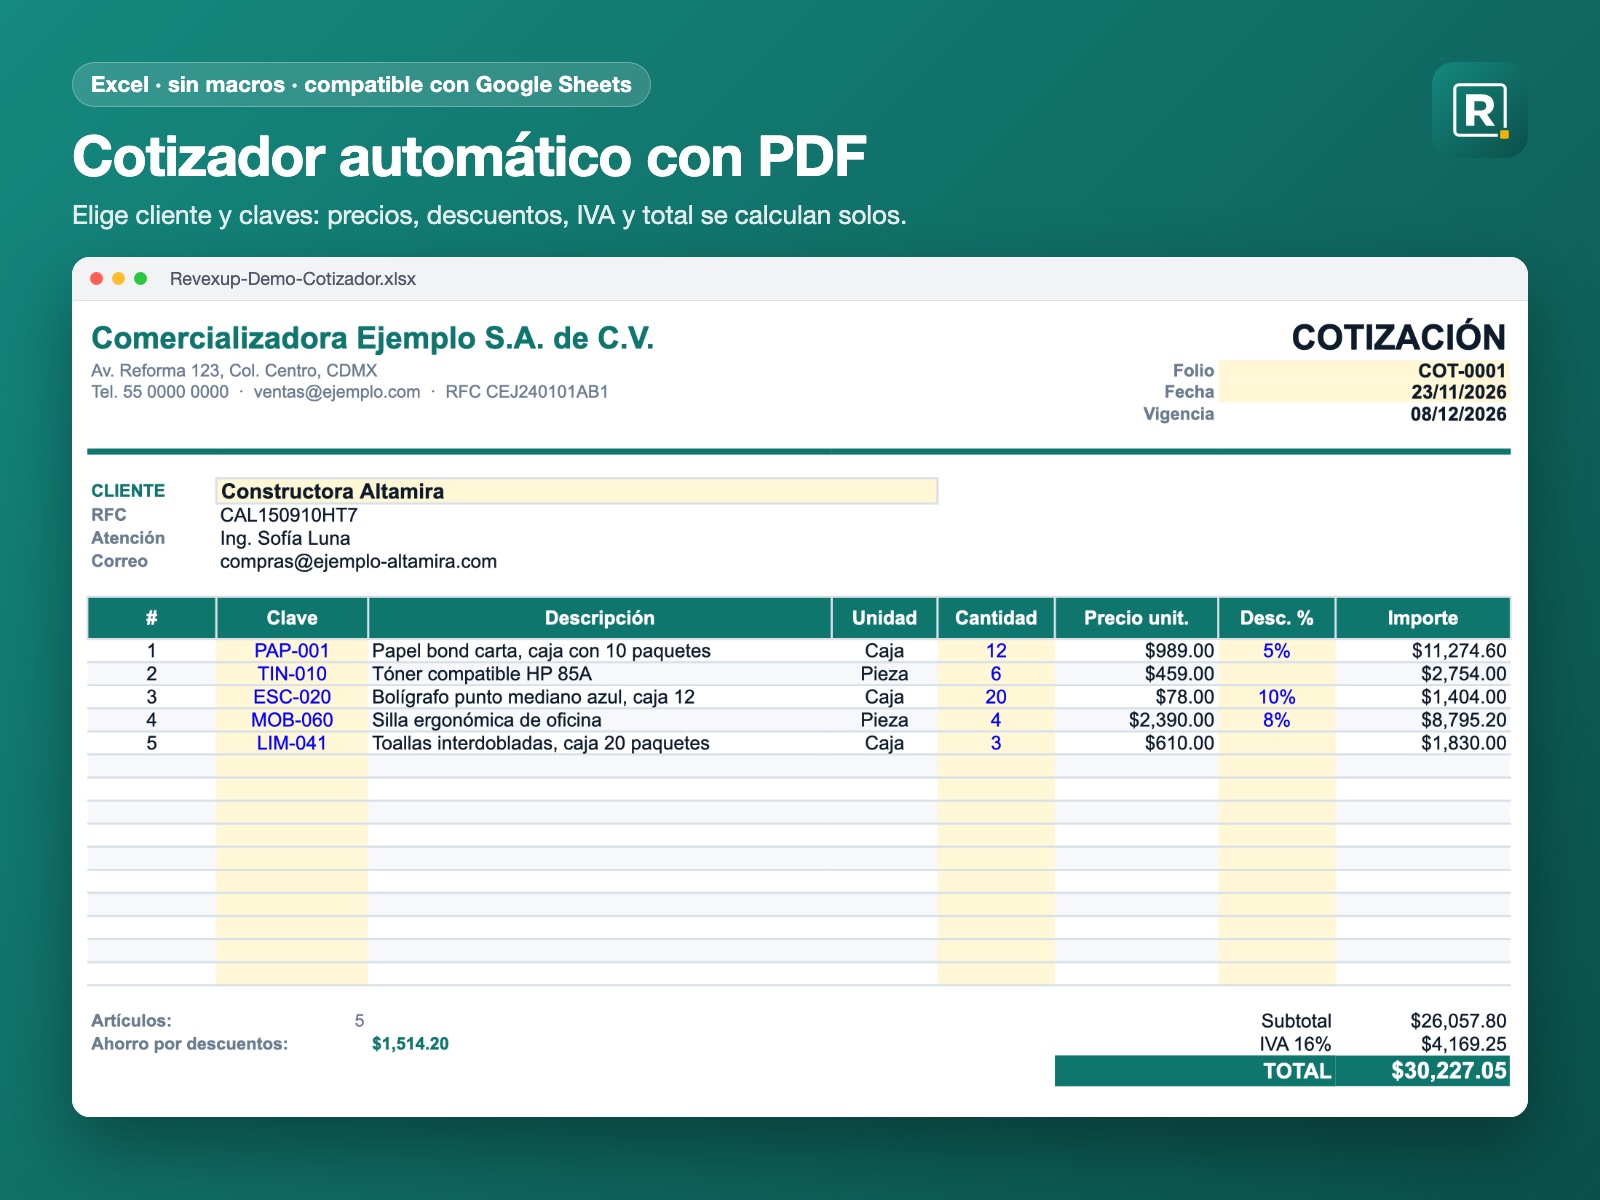 Excel · sin macros · compatible con Google Sheets
R
Cotizador automático con PDF
Elige cliente y claves: precios, descuentos, IVA y total se calculan solos.
Revexup-Demo-Cotizador.xlsx
Comercializadora Ejemplo S.A. de C.V.
COTIZACIÓN
Av. Reforma 123, Col. Centro, CDMX
Folio COT-0001
Tel. 55 0000 0000 · ventas@ejemplo.com · RFC CEJ240101AB1
Fecha 23/11/2026
Vigencia 08/12/2026
CLIENTE Constructora Altamira
RFC CAL150910HT7
Atención Ing. Sofía Luna
Correo compras@ejemplo-altamira.com
# Clave Descripción Unidad Cantidad Precio unit. Desc. % Importe
1 PAP-001 Papel bond carta, caja con 10 paquetes Caja 12 $989.00 5% $11,274.60
2 TIN-010 Tóner compatible HP 85A Pieza 6 $459.00 $2,754.00
3 ESC-020 Bolígrafo punto mediano azul, caja 12 Caja 20 $78.00 10% $1,404.00
4 MOB-060 Silla ergonómica de oficina Pieza 4 $2,390.00 8% $8,795.20
5 LIM-041 Toallas interdobladas, caja 20 paquetes Caja 3 $610.00 $1,830.00
Artículos: 5
Subtotal $26,057.80
Ahorro por descuentos: $1,514.20
IVA 16% $4,169.25
TOTAL $30,227.05